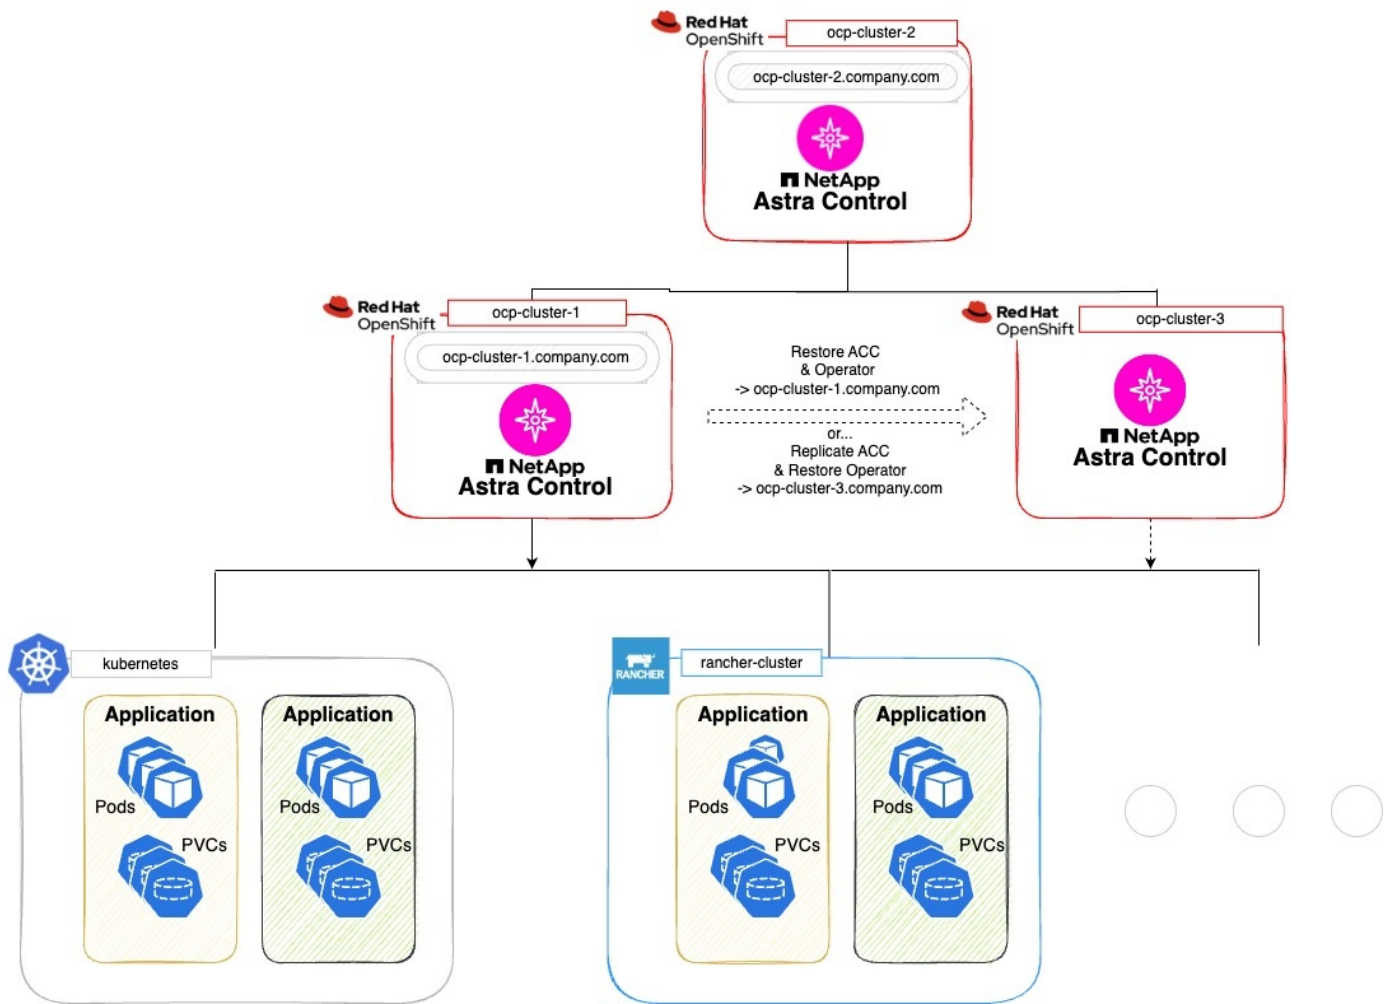 Red Hat
OpenShift
ocp-cluster-2
ocp-cluster-2.company.com
NetApp
Astra Control
Red Hat
OpenShift
ocp-cluster-1
ocp-cluster-1.company.com
NetApp
Astra Control
Restore ACC
& Operator
-> ocp-cluster-1.company.com
or...
Replicate ACC
& Restore Operator
-> ocp-cluster-3.company.com
Red Hat
OpenShift
ocp-cluster-3
NetApp
Astra Control
kubernetes
Application
Pods
PVCs
Application
Pods
PVCs
RANCHER
rancher-cluster
Application
Pods
PVCs
Application
Pods
PVCs